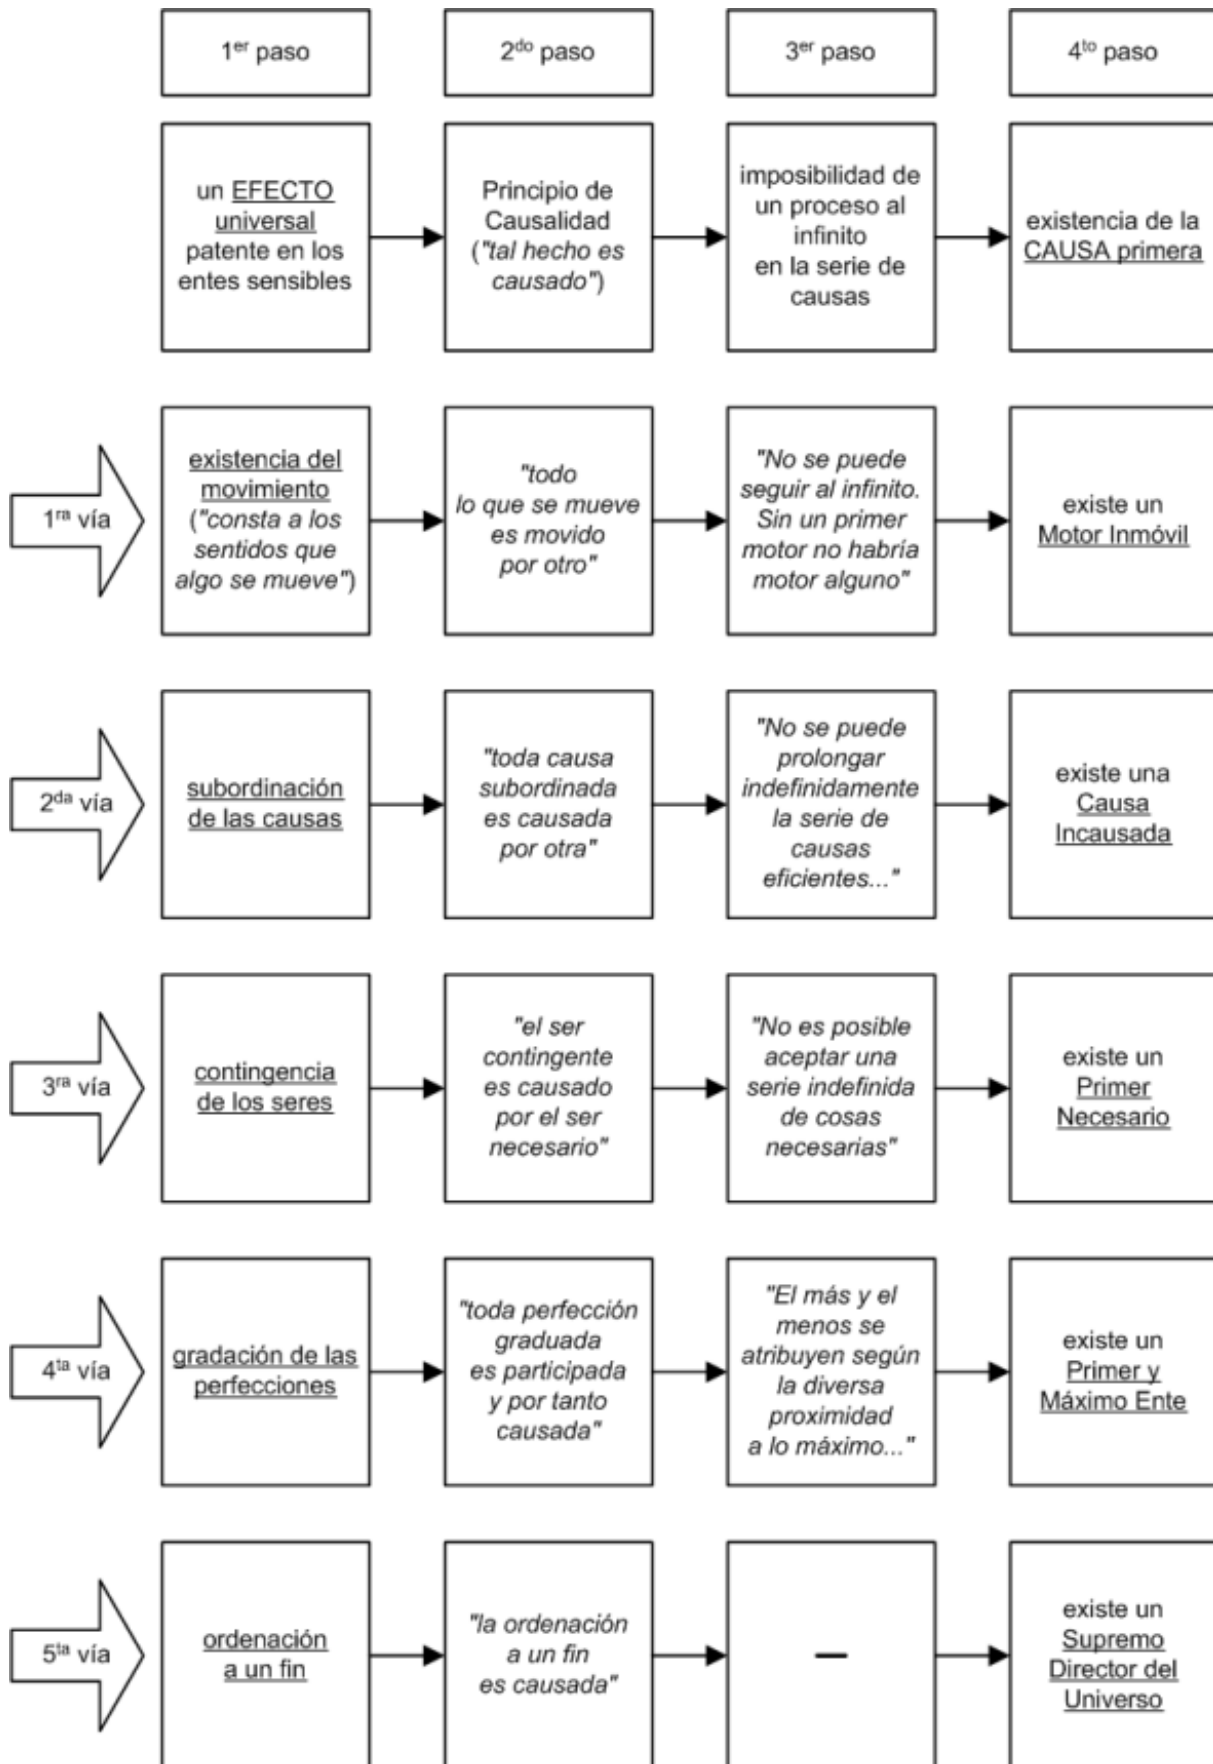 1er paso
2do paso
3er paso
4to paso
un EFECTO
universal
patente en los
entes sensibles
Principio de
Causalidad
("tal hecho es
causado")
imposibilidad de
un proceso al
infinito
en la serie de
causas
existencia de la
CAUSA primera
1ra vía
existencia del
movimiento
("consta a los
sentidos que
algo se mueve")
"todo
lo que se mueve
es movido
por otro"
"No se puede
seguir al infinito.
Sin un primer
motor no habría
motor alguno"
existe un
Motor Inmóvil
2da vía
subordinación
de las causas
"toda causa
subordinada
es causada
por otra"
"No se puede
prolongar
indefinidamente
la serie de
causas
eficientes..."
existe una
Causa
Incausada
3ra vía
contingencia
de los seres
"el ser
contingente
es causado
por el ser
necesario"
"No es posible
aceptar una
serie indefinida
de cosas
necesarias"
existe un
Primer
Necesario
4ta vía
gradación de las
perfecciones
"toda perfección
graduada
es participada
y por tanto
causada"
"El más y el
menos se
atribuyen según
la diversa
proximidad
a lo máximo..."
existe un
Primer y
Máximo Ente
5ta vía
ordenación
a un fin
"la ordenación
a un fin
es causada"
–
existe un
Supremo
Director del
Universo